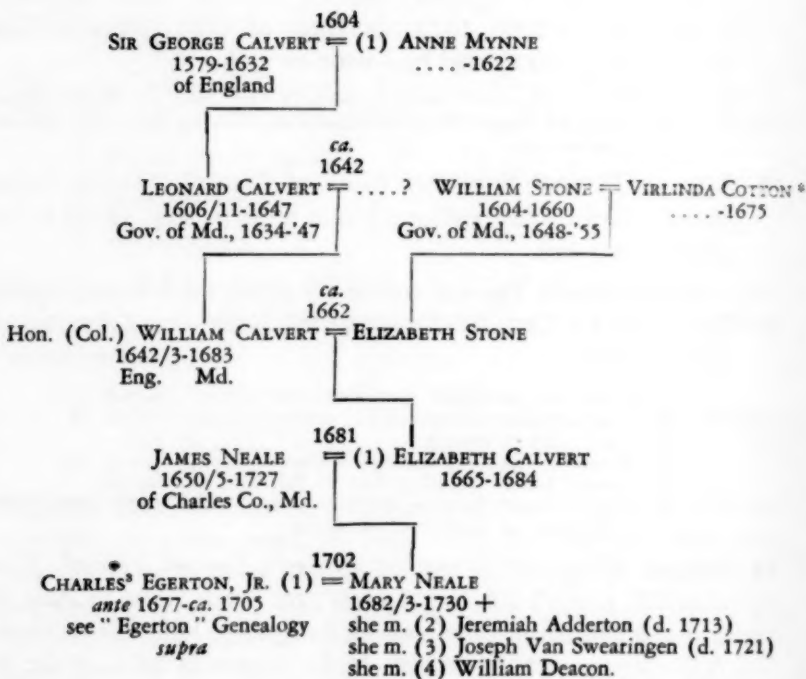 1604
SIR GEORGE CALVERT = (1) ANNE MYNNE
1579-1632 . . . . -1622
of England
ca.
1642
LEONARD CALVERT = . . . . ? WILLIAM STONE = VIRLINDA COTTON *
1606/11-1647 1604-1660 . . . . -1675
Gov. of Md., 1634-'47 Gov. of Md., 1648-'55
ca.
1662
Hon. (Col.) WILLIAM CALVERT = ELIZABETH STONE
1642/3-1683
Eng. Md.
1681
JAMES NEALE = (1) ELIZABETH CALVERT
1650/5-1727 1665-1684
of Charles Co., Md.
1702
CHARLES³ EGERTON, JR. (1) = MARY NEALE
ante 1677-ca. 1705 1682/3-1730 +
see "Egerton" Genealogy she m. (2) Jeremiah Adderton (d. 1713)
supra she m. (3) Joseph Van Swearingen (d. 1721)
she m. (4) William Deacon.